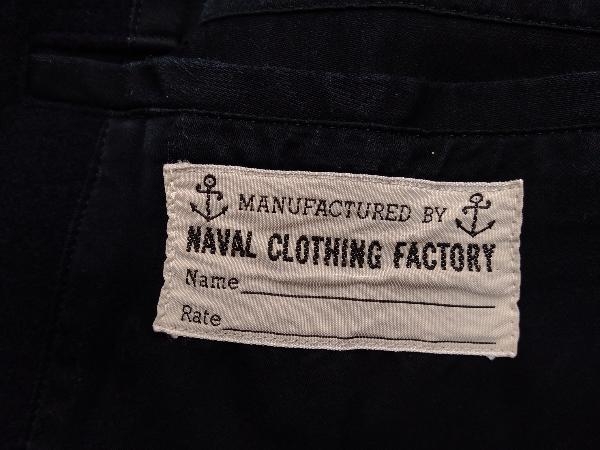 MANUFACTURED BY
NAVAL CLOTHING FACTORY
Name
Rate